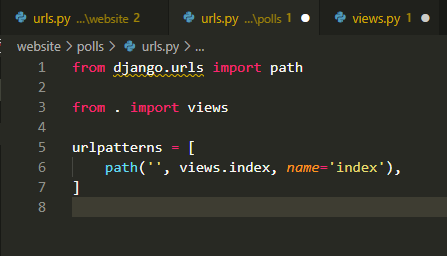 urls.py ...\website 2
urls.py ...\polls 1
views.py 1
website > polls > urls.py > ...
1 from django.urls import path
2
3 from . import views
4
5 urlpatterns = [
6     path('', views.index, name='index'),
7 ]
8